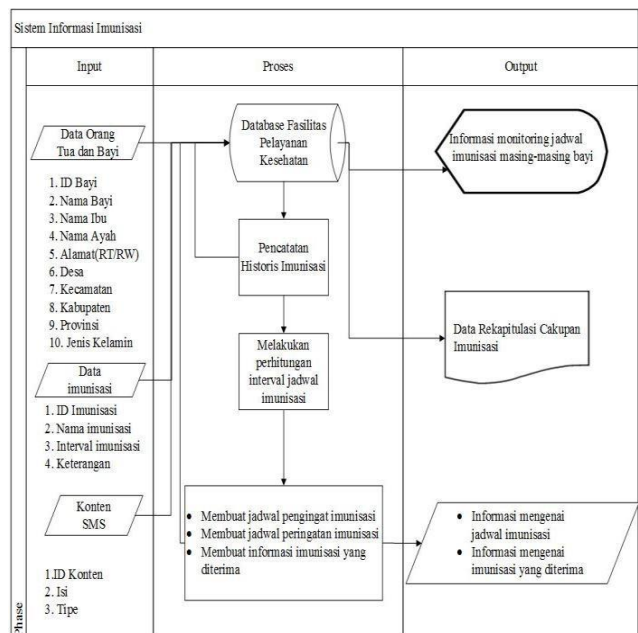 Sistem Informasi Imunisasi
Input
Proses
Output
Data Orang
Tua dan Bayi
1. ID Bayi
2. Nama Bayi
3. Nama Ibu
4. Nama Ayah
5. Alamat(RT/RW)
6. Desa
7. Kecamatan
8. Kabupaten
9. Provinsi
10. Jenis Kelamin
Data
imunisasi
1. ID Imunisasi
2. Nama imunisasi
3. Interval imunisasi
4. Keterangan
Konten
SMS
1.ID Konten
2. Isi
3. Tipe
Database Fasilitas
Pelayanan
Kesehatan
Pencatatan
Historis Imunisasi
Melakukan
perhitungan
interval jadwal
imunisasi
• Membuat jadwal pengingat imunisasi
• Membuat jadwal peringatan imunisasi
• Membuat informasi imunisasi yang
diterima
Informasi monitoring jadwal
imunisasi masing-masing bayi
Data Rekapitulasi Cakupan
Imunisasi
• Informasi mengenai
jadwal imunisasi
• Informasi mengenai
imunisasi yang diterima
Phase